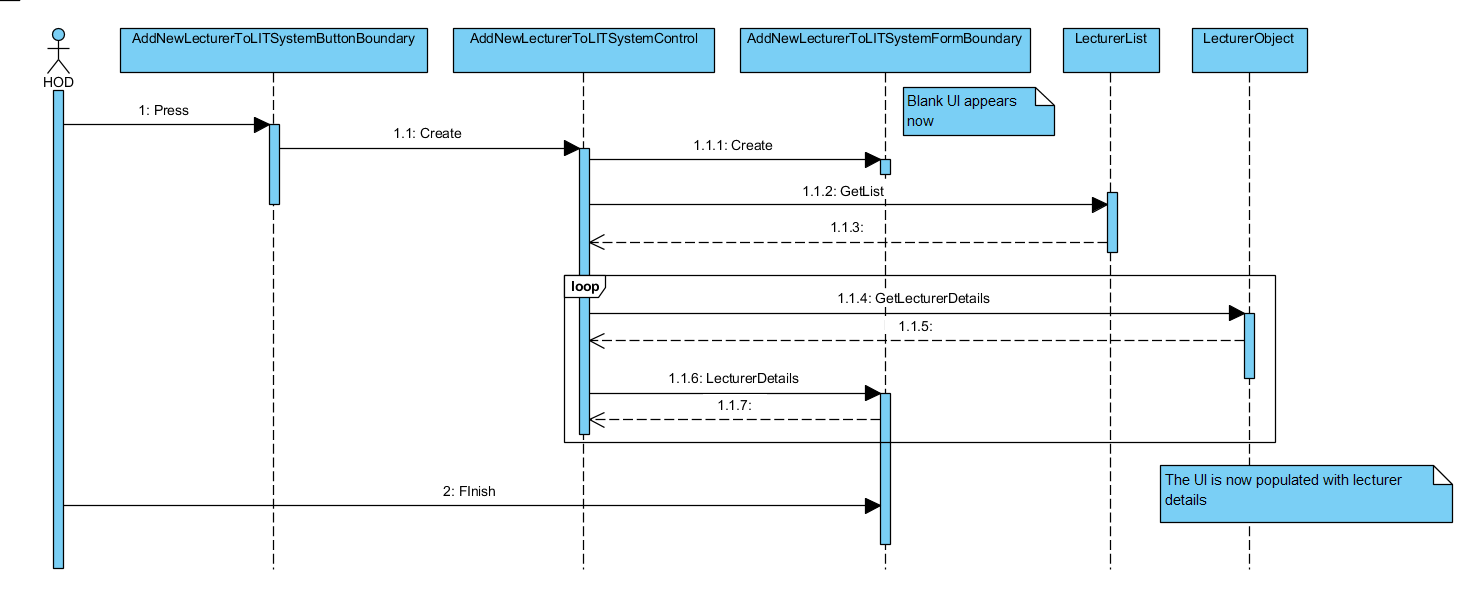 AddNewLecturerToLITSystemButtonBoundary
AddNewLecturerToLITSystemControl
AddNewLecturerToLITSystemFormBoundary
LecturerList
LecturerObject
HOD
Blank UI appears
now
1: Press
1.1: Create
1.1.1: Create
1.1.2: GetList
1.1.3:
loop
1.1.4: GetLecturerDetails
1.1.5:
1.1.6: LecturerDetails
1.1.7:
The UI is now populated with lecturer
details
2: FInish